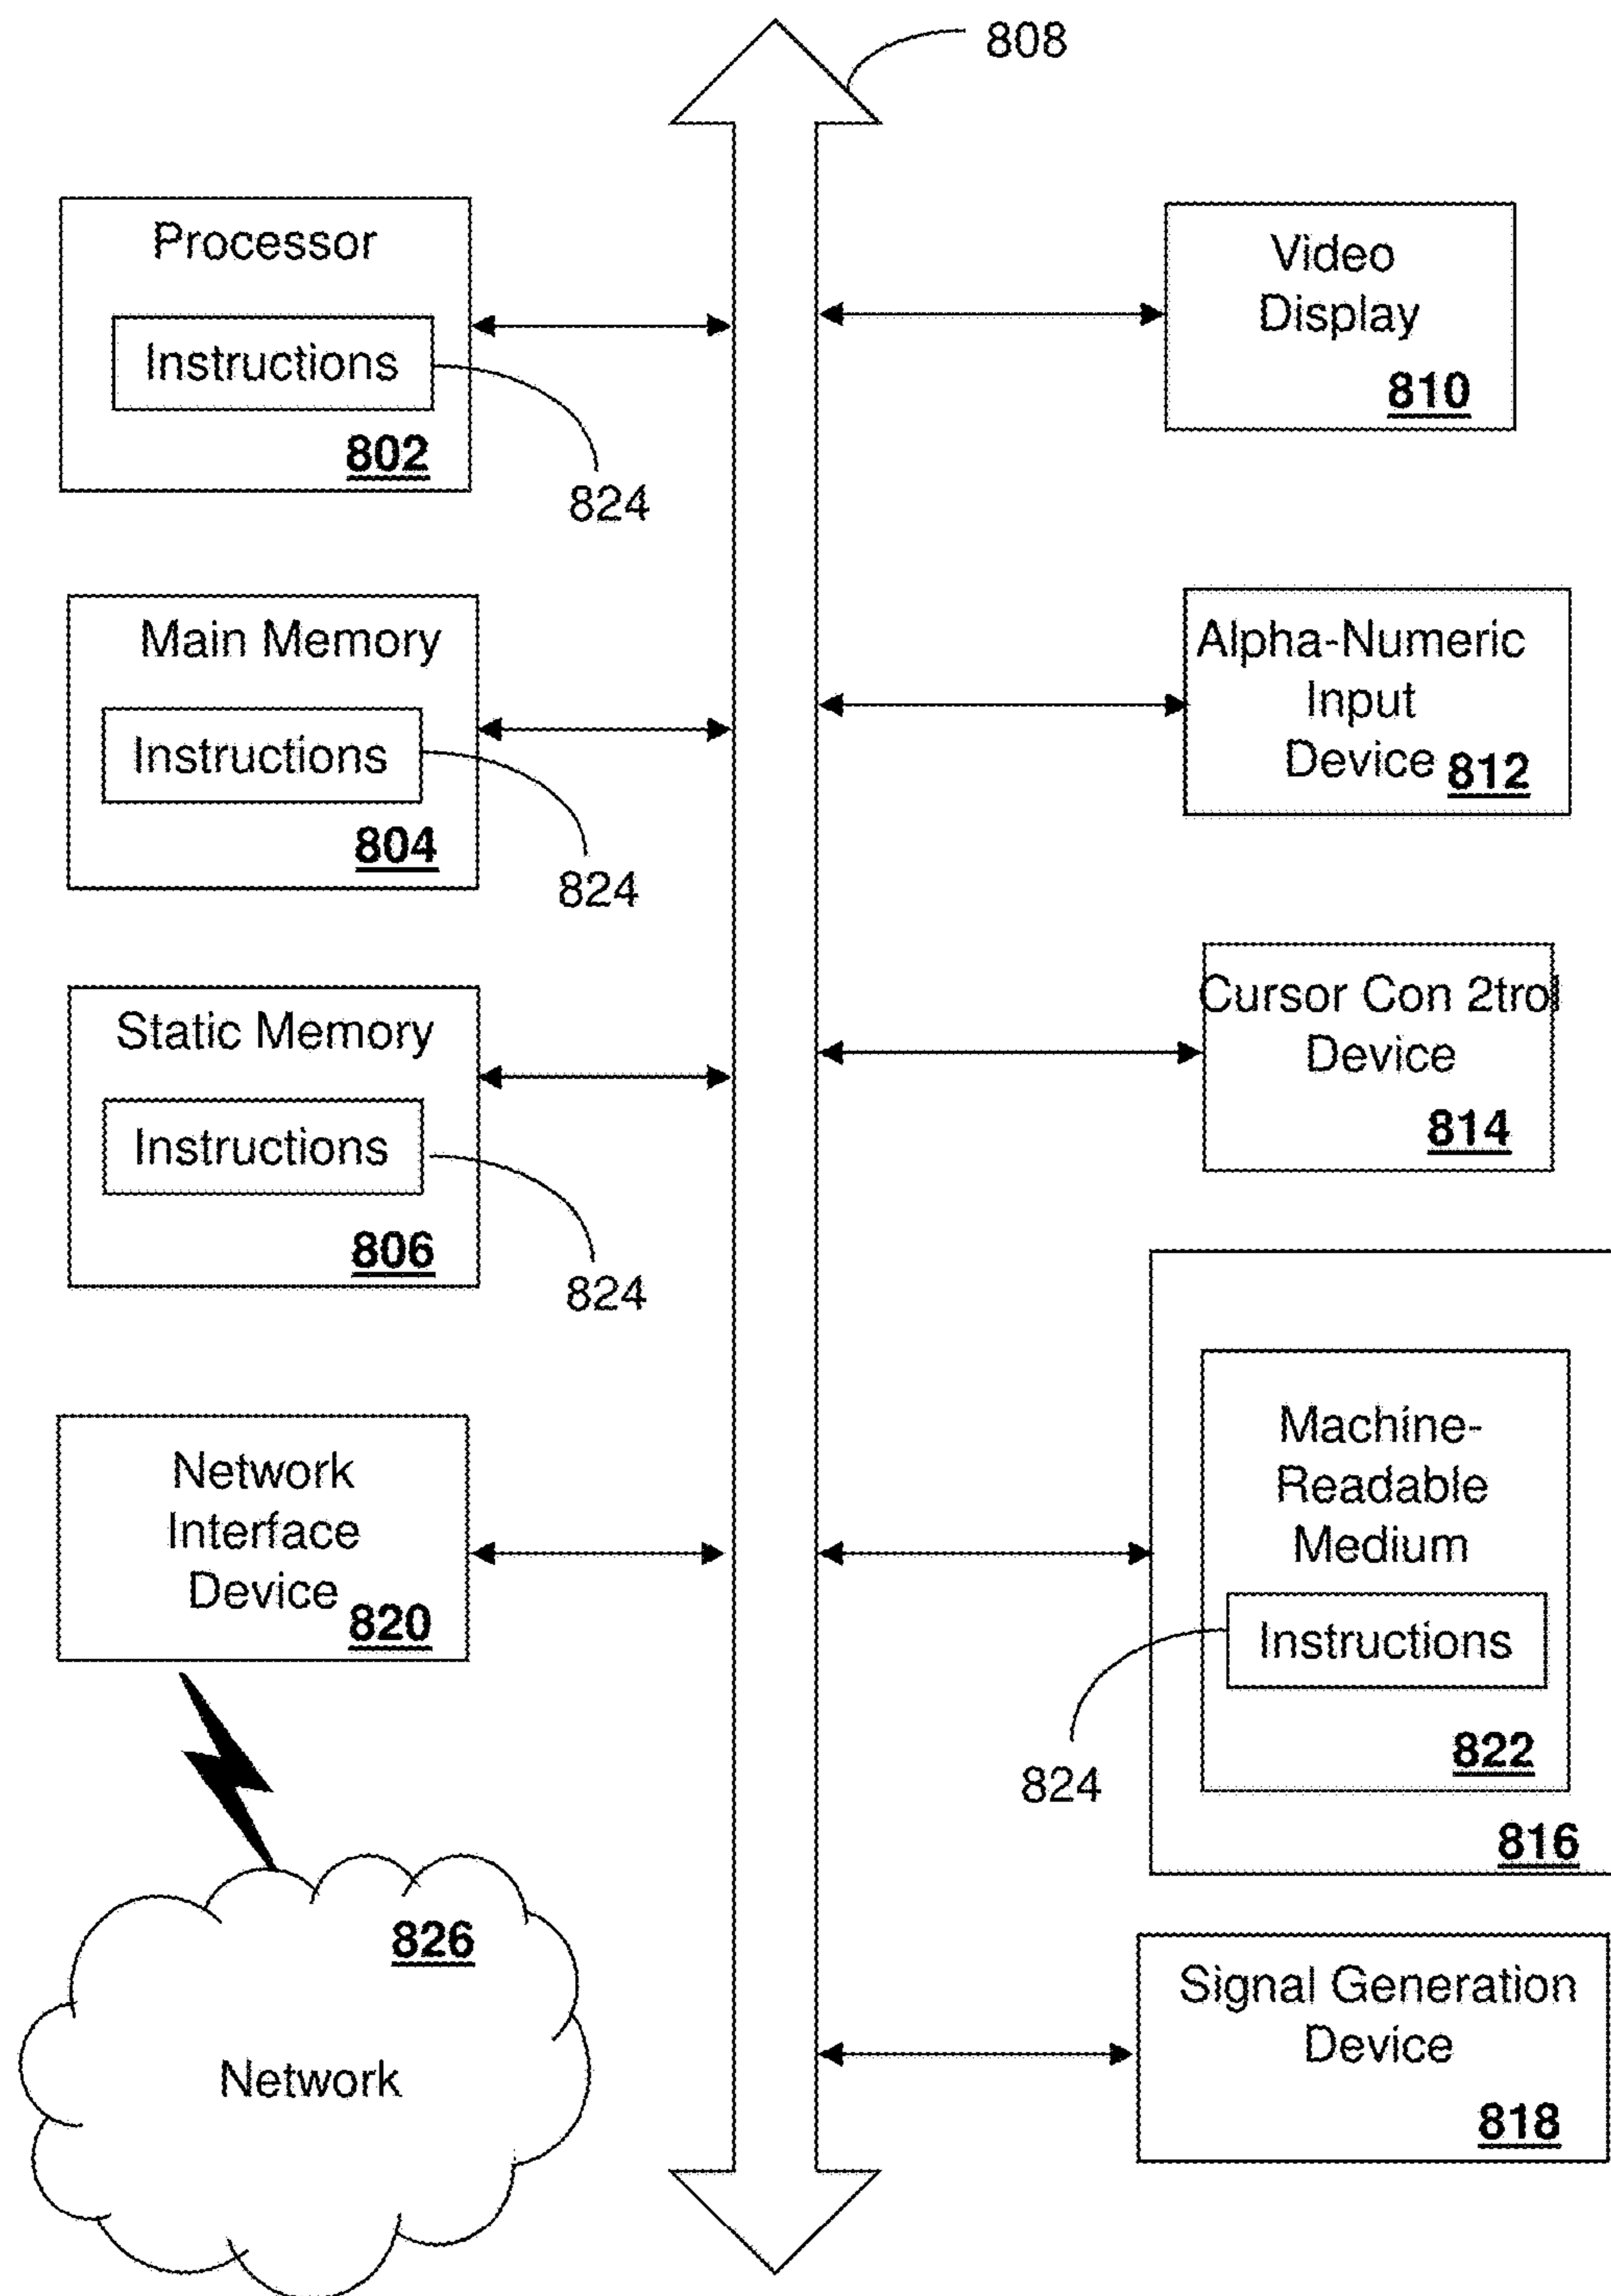 808
Processor
Instructions
802
824
Main Memory
Instructions
804
824
Static Memory
Instructions
806
824
Network
Interface
Device
820
826
Network
Video
Display
810
Alpha-Numeric
Input
Device 812
Cursor Con 2trol
Device
814
Machine-
Readable
Medium
Instructions
822
824
816
Signal Generation
Device
818